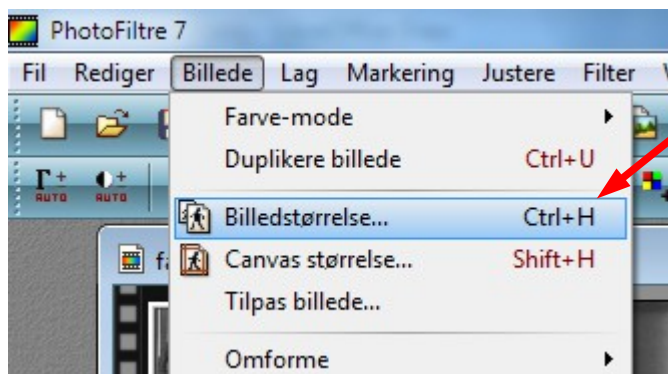 PhotoFiltre 7
Fil Rediger Billede Lag Markering Justere Filter
Farve-mode
Duplikere billede Ctrl+U
AUTO AUTO
Billedstørrelse... Ctrl+H
Canvas størrelse... Shift+H
Tilpas billede...
Omforme